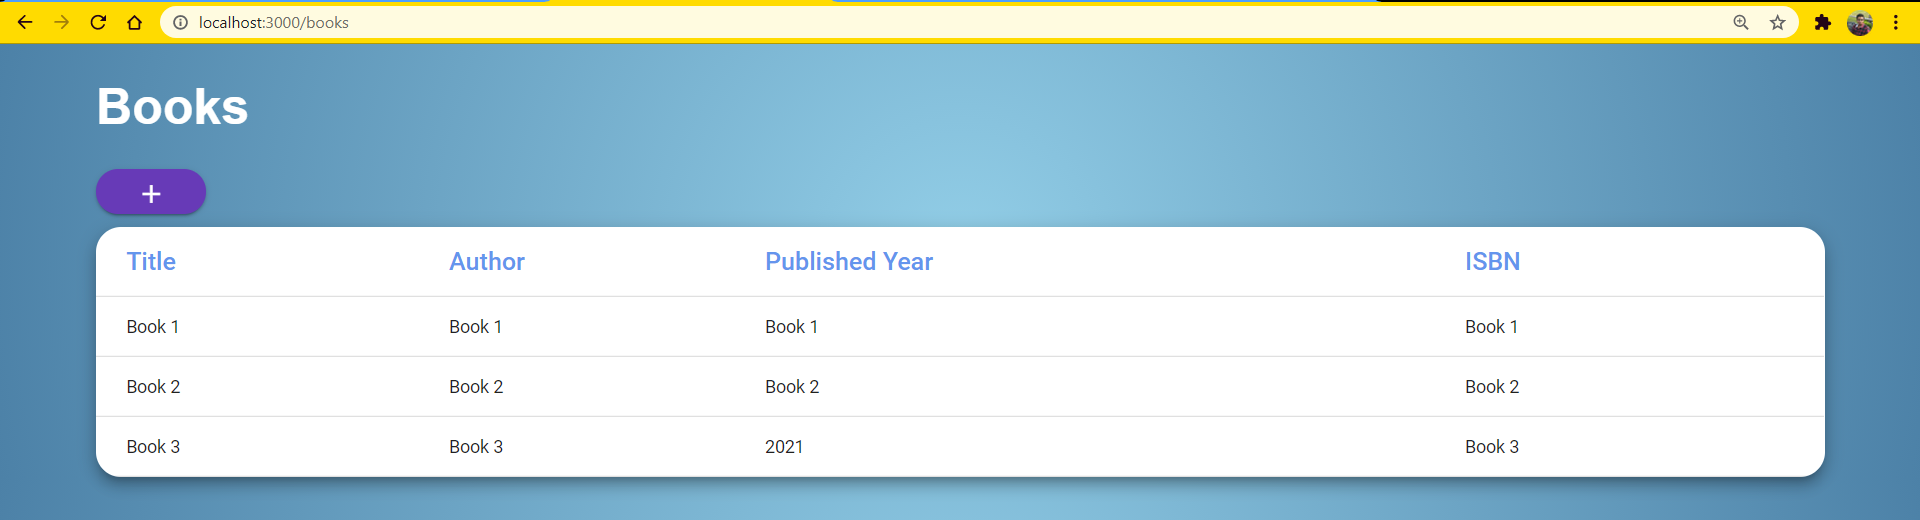 localhost:3000/books
Books
+
Title Author Published Year ISBN
Book 1 Book 1 Book 1 Book 1
Book 2 Book 2 Book 2 Book 2
Book 3 Book 3 2021 Book 3